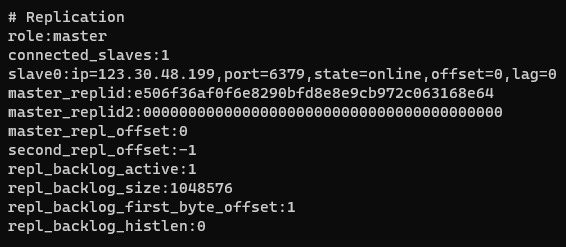 # Replication
role:master
connected_slaves:1
slave0:ip=123.30.48.199,port=6379,state=online,offset=0,lag=0
master_replid:e506f36af0f6e8290bfd8e8e9cb972c063168e64
master_replid2:0000000000000000000000000000000000000000
master_repl_offset:0
second_repl_offset:-1
repl_backlog_active:1
repl_backlog_size:1048576
repl_backlog_first_byte_offset:1
repl_backlog_histlen:0